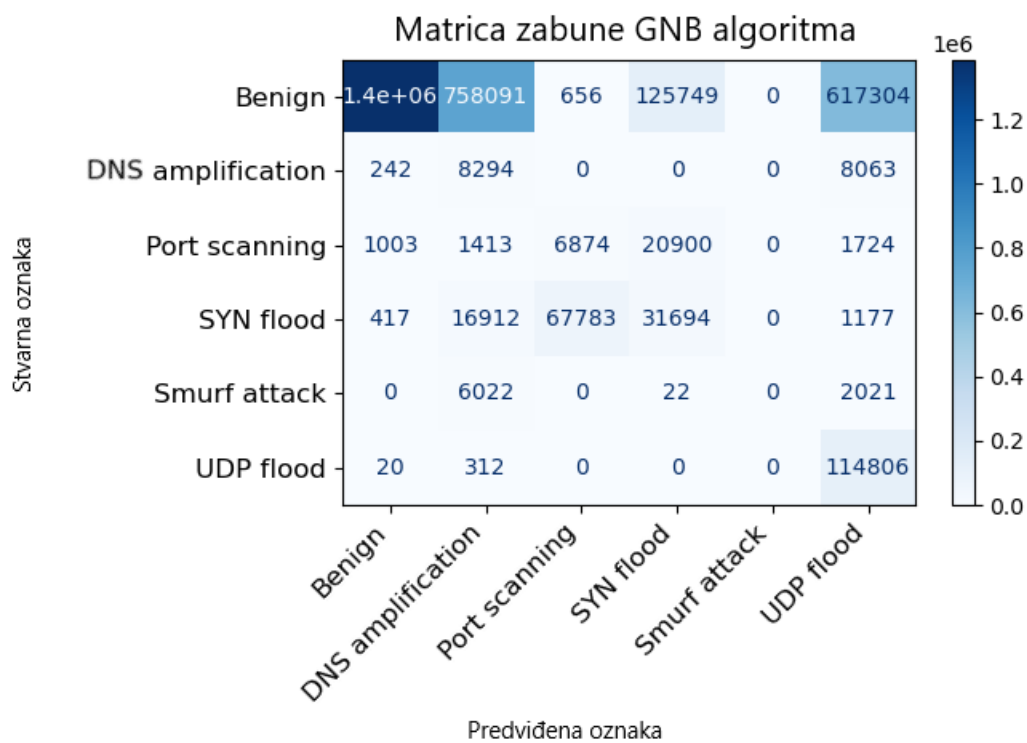 Matrica zabune GNB algoritma
1e6
Benign 1.4e+06 758091 656 125749 0 617304
DNS amplification 242 8294 0 0 0 8063
Port scanning 1003 1413 6874 20900 0 1724
SYN flood 417 16912 67783 31694 0 1177
Smurf attack 0 6022 0 22 0 2021
UDP flood 20 312 0 0 0 114806
Stvarna oznaka
Benign
DNS amplification
Port scanning
SYN flood
Smurf attack
UDP flood
Predviđena oznaka
1.2
1.0
0.8
0.6
0.4
0.2
0.0